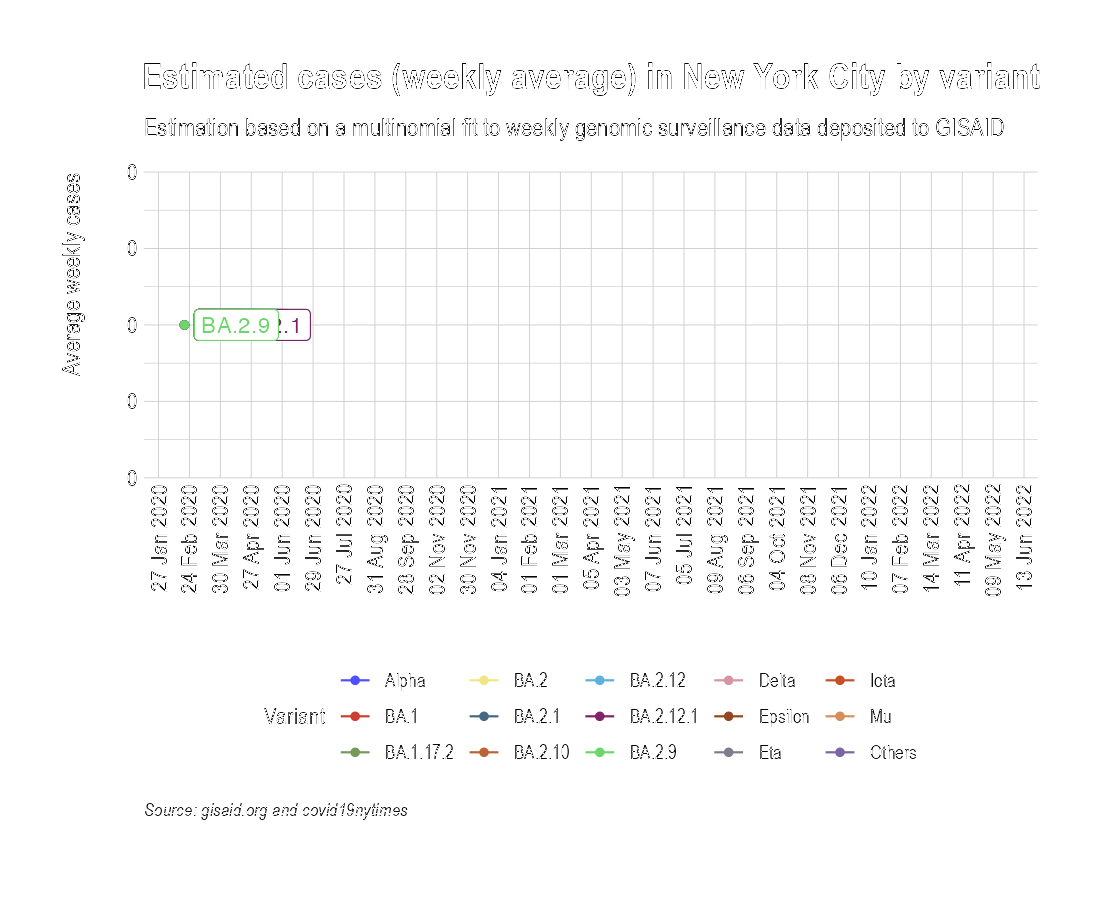 Estimated cases (weekly average) in New York City by variant
Estimation based on a multinomial fit to weekly genomic surveillance data deposited to GISAID
Average weekly cases
0
0
0
0
0
BA.2.9
2.1
27 Jan 2020
24 Feb 2020
30 Mar 2020
27 Apr 2020
01 Jun 2020
29 Jun 2020
27 Jul 2020
31 Aug 2020
28 Sep 2020
02 Nov 2020
30 Nov 2020
04 Jan 2021
01 Feb 2021
01 Mar 2021
05 Apr 2021
03 May 2021
07 Jun 2021
05 Jul 2021
09 Aug 2021
06 Sep 2021
04 Oct 2021
08 Nov 2021
06 Dec 2021
10 Jan 2022
07 Feb 2022
14 Mar 2022
11 Apr 2022
09 May 2022
13 Jun 2022
Variant
Alpha
BA.1
BA.1.17.2
BA.2
BA.2.1
BA.2.10
BA.2.12
BA.2.12.1
BA.2.9
Delta
Epsilon
Eta
Iota
Mu
Others
Source: gisaid.org and covid19nytimes